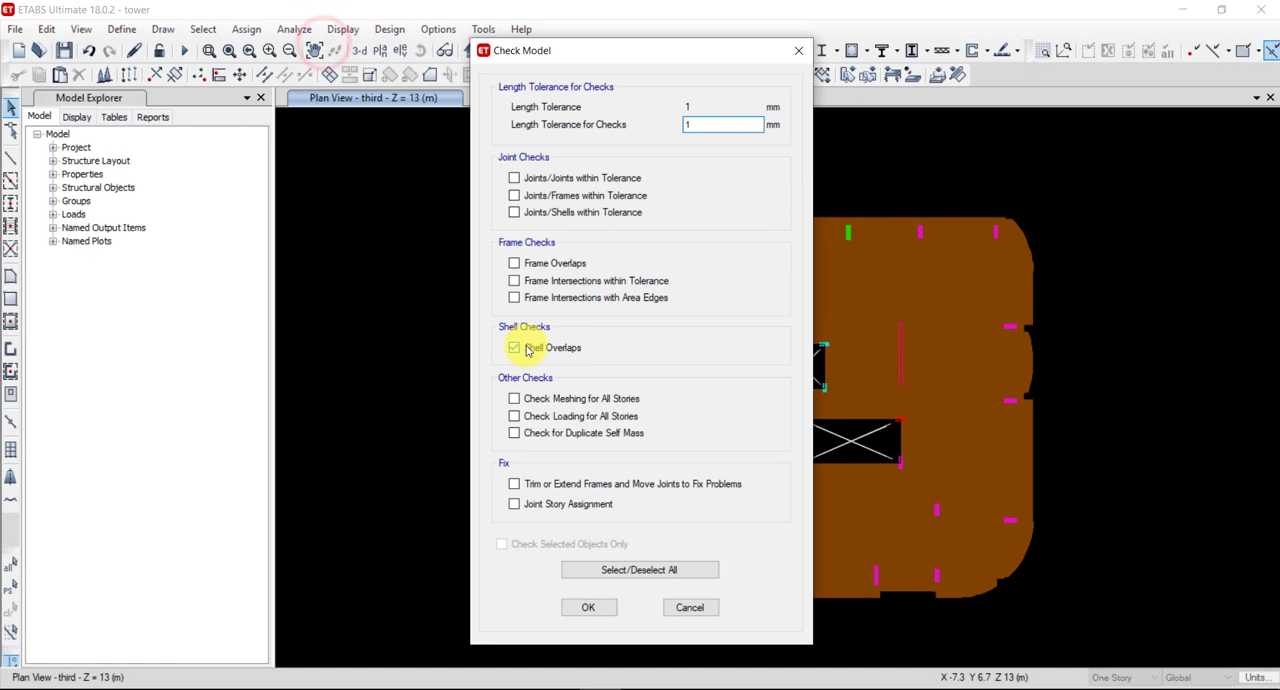 ETABS Ultimate 18.0.2 - tower
File Edit View Define Draw Select Assign Analyze Display Design Options Tools Help
3-d
Check Model
Model Explorer
Plan View - third - Z = 13 (m)
Model Display Tables Reports
Model
Project
Structure Layout
Properties
Structural Objects
Groups
Loads
Named Output Items
Named Plots
Length Tolerance for Checks
Length Tolerance 1 mm
Length Tolerance for Checks 1 mm
Joint Checks
Joints/Joints within Tolerance
Joints/Frames within Tolerance
Joints/Shells within Tolerance
Frame Checks
Frame Overlaps
Frame Intersections within Tolerance
Frame Intersections with Area Edges
Shell Checks
Shell Overlaps
Other Checks
Check Meshing for All Stories
Check Loading for All Stories
Check for Duplicate Self Mass
Fix
Trim or Extend Frames and Move Joints to Fix Problems
Joint Story Assignment
Check Selected Objects Only
Select/Deselect All
OK Cancel
all
PS
clr
Plan View - third - Z = 13 (m)
X -7.3 Y 6.7 Z 13 (m)
One Story Global Units...